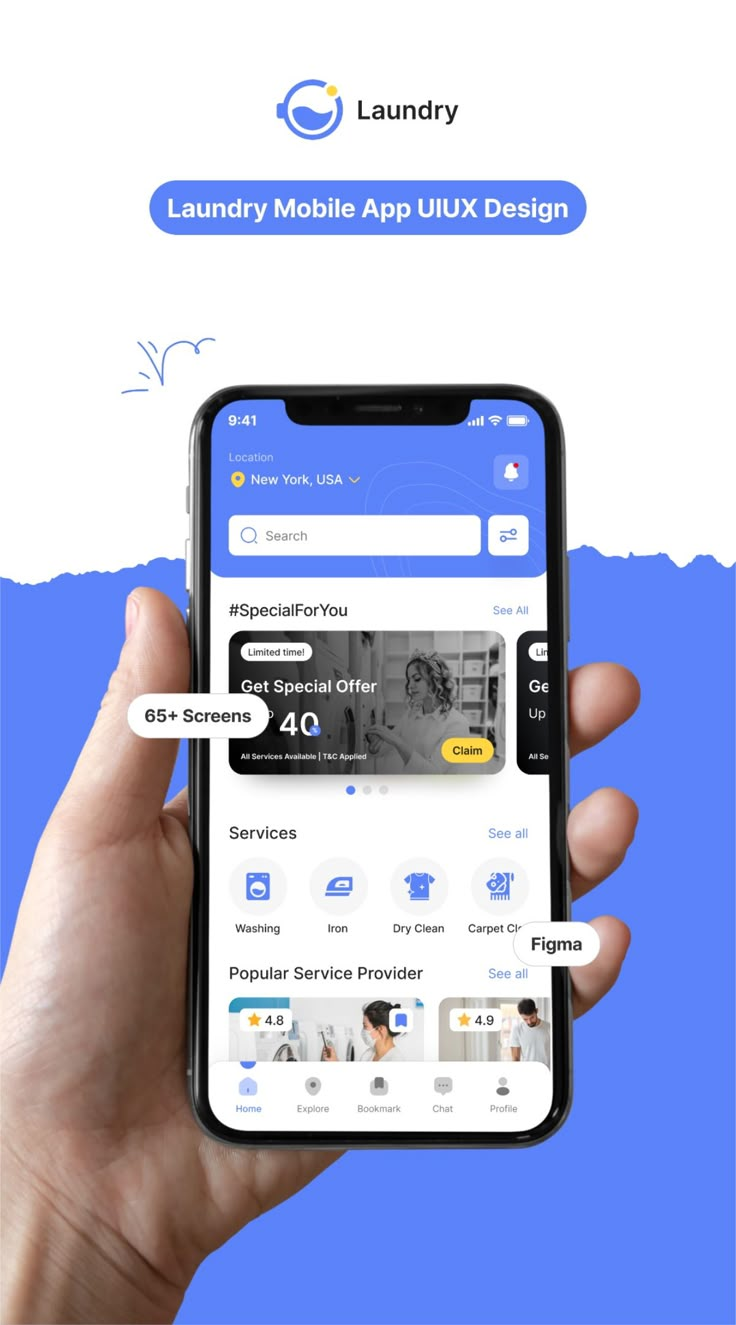 Laundry
Laundry Mobile App UIUX Design
9:41
Location
New York, USA
Search
#SpecialForYou
See All
Limited time!
Get Special Offer
40
All Services Available | T&C Applied
Claim
Ge
Up
All Se
65+ Screens
Services
See all
Washing
Iron
Dry Clean
Carpet Cl
Figma
Popular Service Provider
See all
4.8
4.9
Home
Explore
Bookmark
Chat
Profile